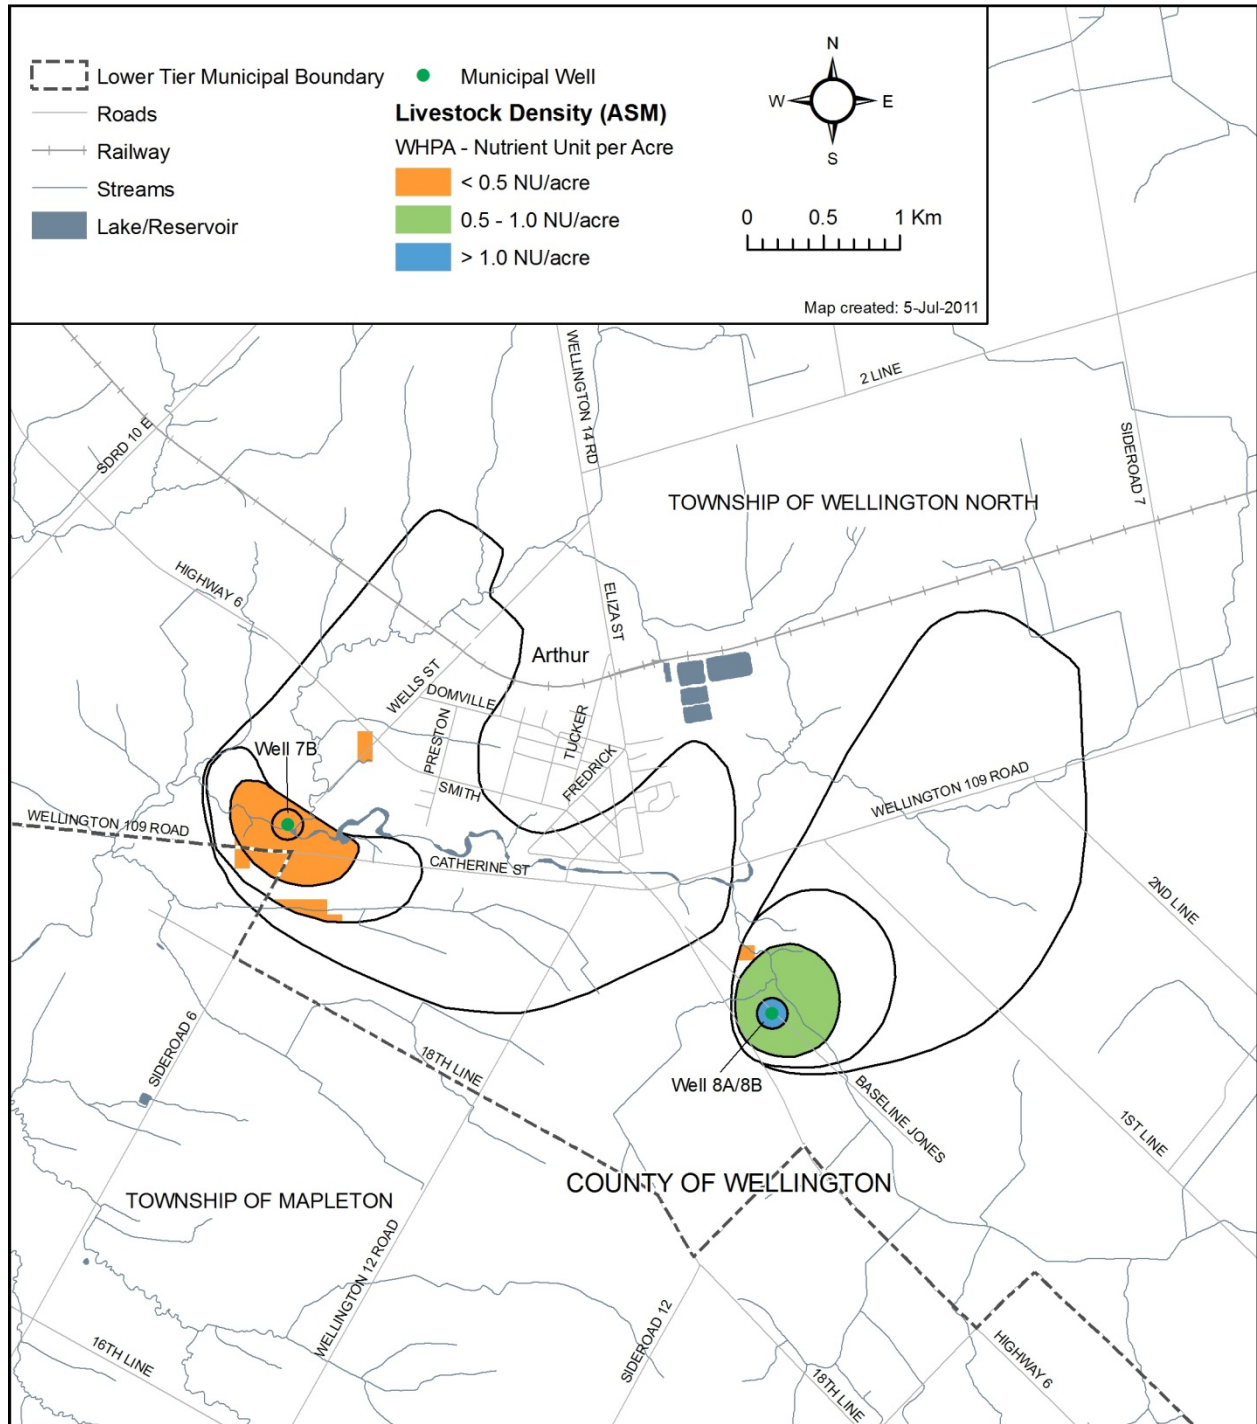 Lower Tier Municipal Boundary
Roads
Railway
Streams
Lake/Reservoir
Municipal Well
Livestock Density (ASM)
WHPA - Nutrient Unit per Acre
< 0.5 NU/acre
0.5 - 1.0 NU/acre
> 1.0 NU/acre
N
W
E
S
0 0.5 1 Km
Map created: 5-Jul-2011
WELLINGTON 14 RD
2 LINE
SDRD 10 E
SIDEROAD 7
TOWNSHIP OF WELLINGTON NORTH
HIGHWAY 6
ELIZA ST
Arthur
WELLS ST
DOMVILLE
PRESTON
TUCKER
FREDRICK
SMITH
Well 7B
WELLINGTON 109 ROAD
WELLINGTON 109 ROAD
CATHERINE ST
2ND LINE
SIDEROAD 6
18TH LINE
Well 8A/8B
BASELINE JONES
1ST LINE
COUNTY OF WELLINGTON
TOWNSHIP OF MAPLETON
WELLINGTON 12 ROAD
16TH LINE
SIDEROAD 12
18TH LINE
HIGHWAY 6